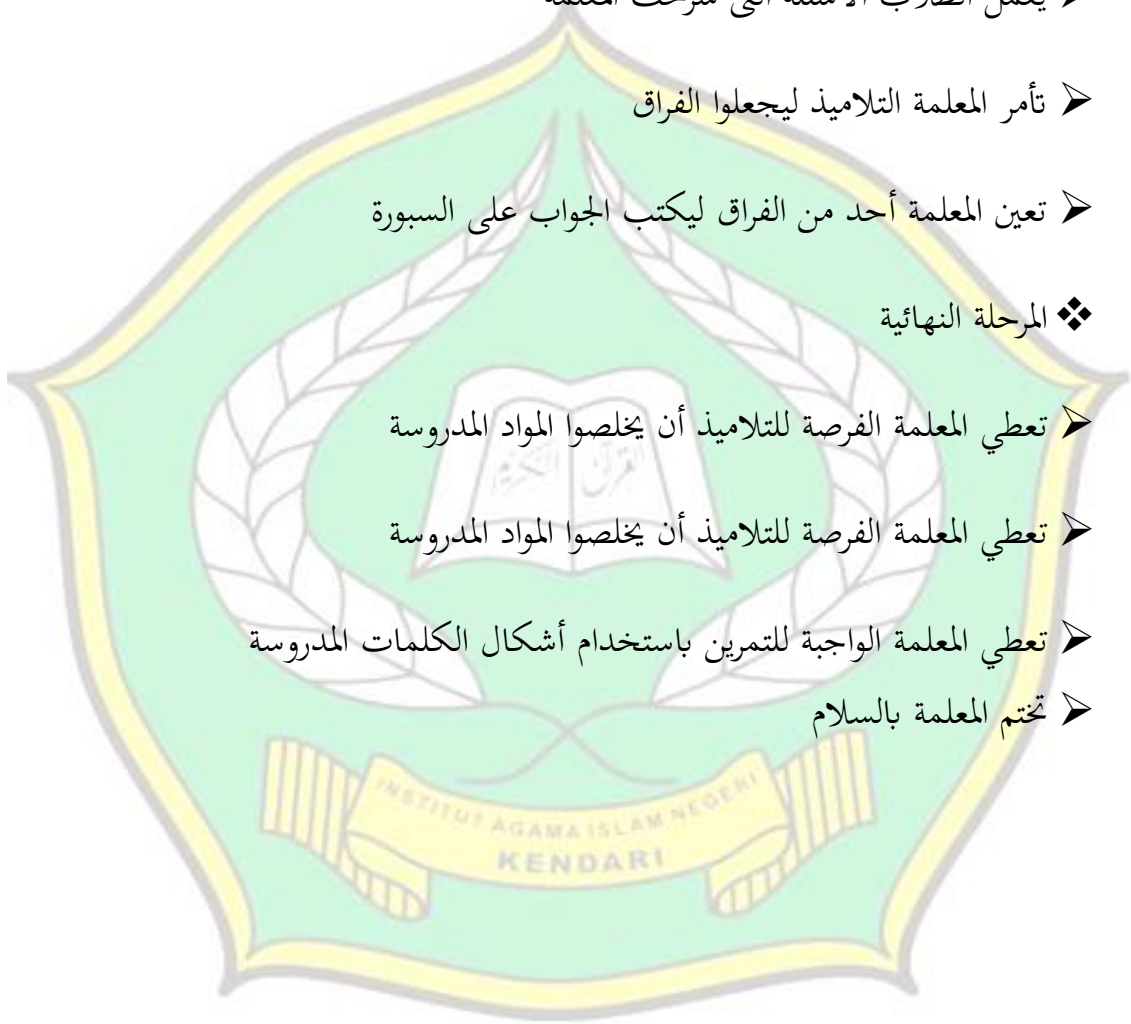 ➢ تأمر المعلمة التلاميذ ليجعلوا الفراق
➢ تعين المعلمة أحد من الفراق ليكتب الجواب على السبورة
❖ المرحلة النهائية
➢ تعطي المعلمة الفرصة للتلاميذ أن يخلصوا المواد المدروسة
القرآن الكريم
➢ تعطي المعلمة الفرصة للتلاميذ أن يخلصوا المواد المدروسة
➢ تعطي المعلمة الواجبة للتمرين باستخدام أشكال الكلمات المدروسة
➢ تختم المعلمة بالسلام
INSTITUT AGAMA ISLAM NEGERI
KENDARI